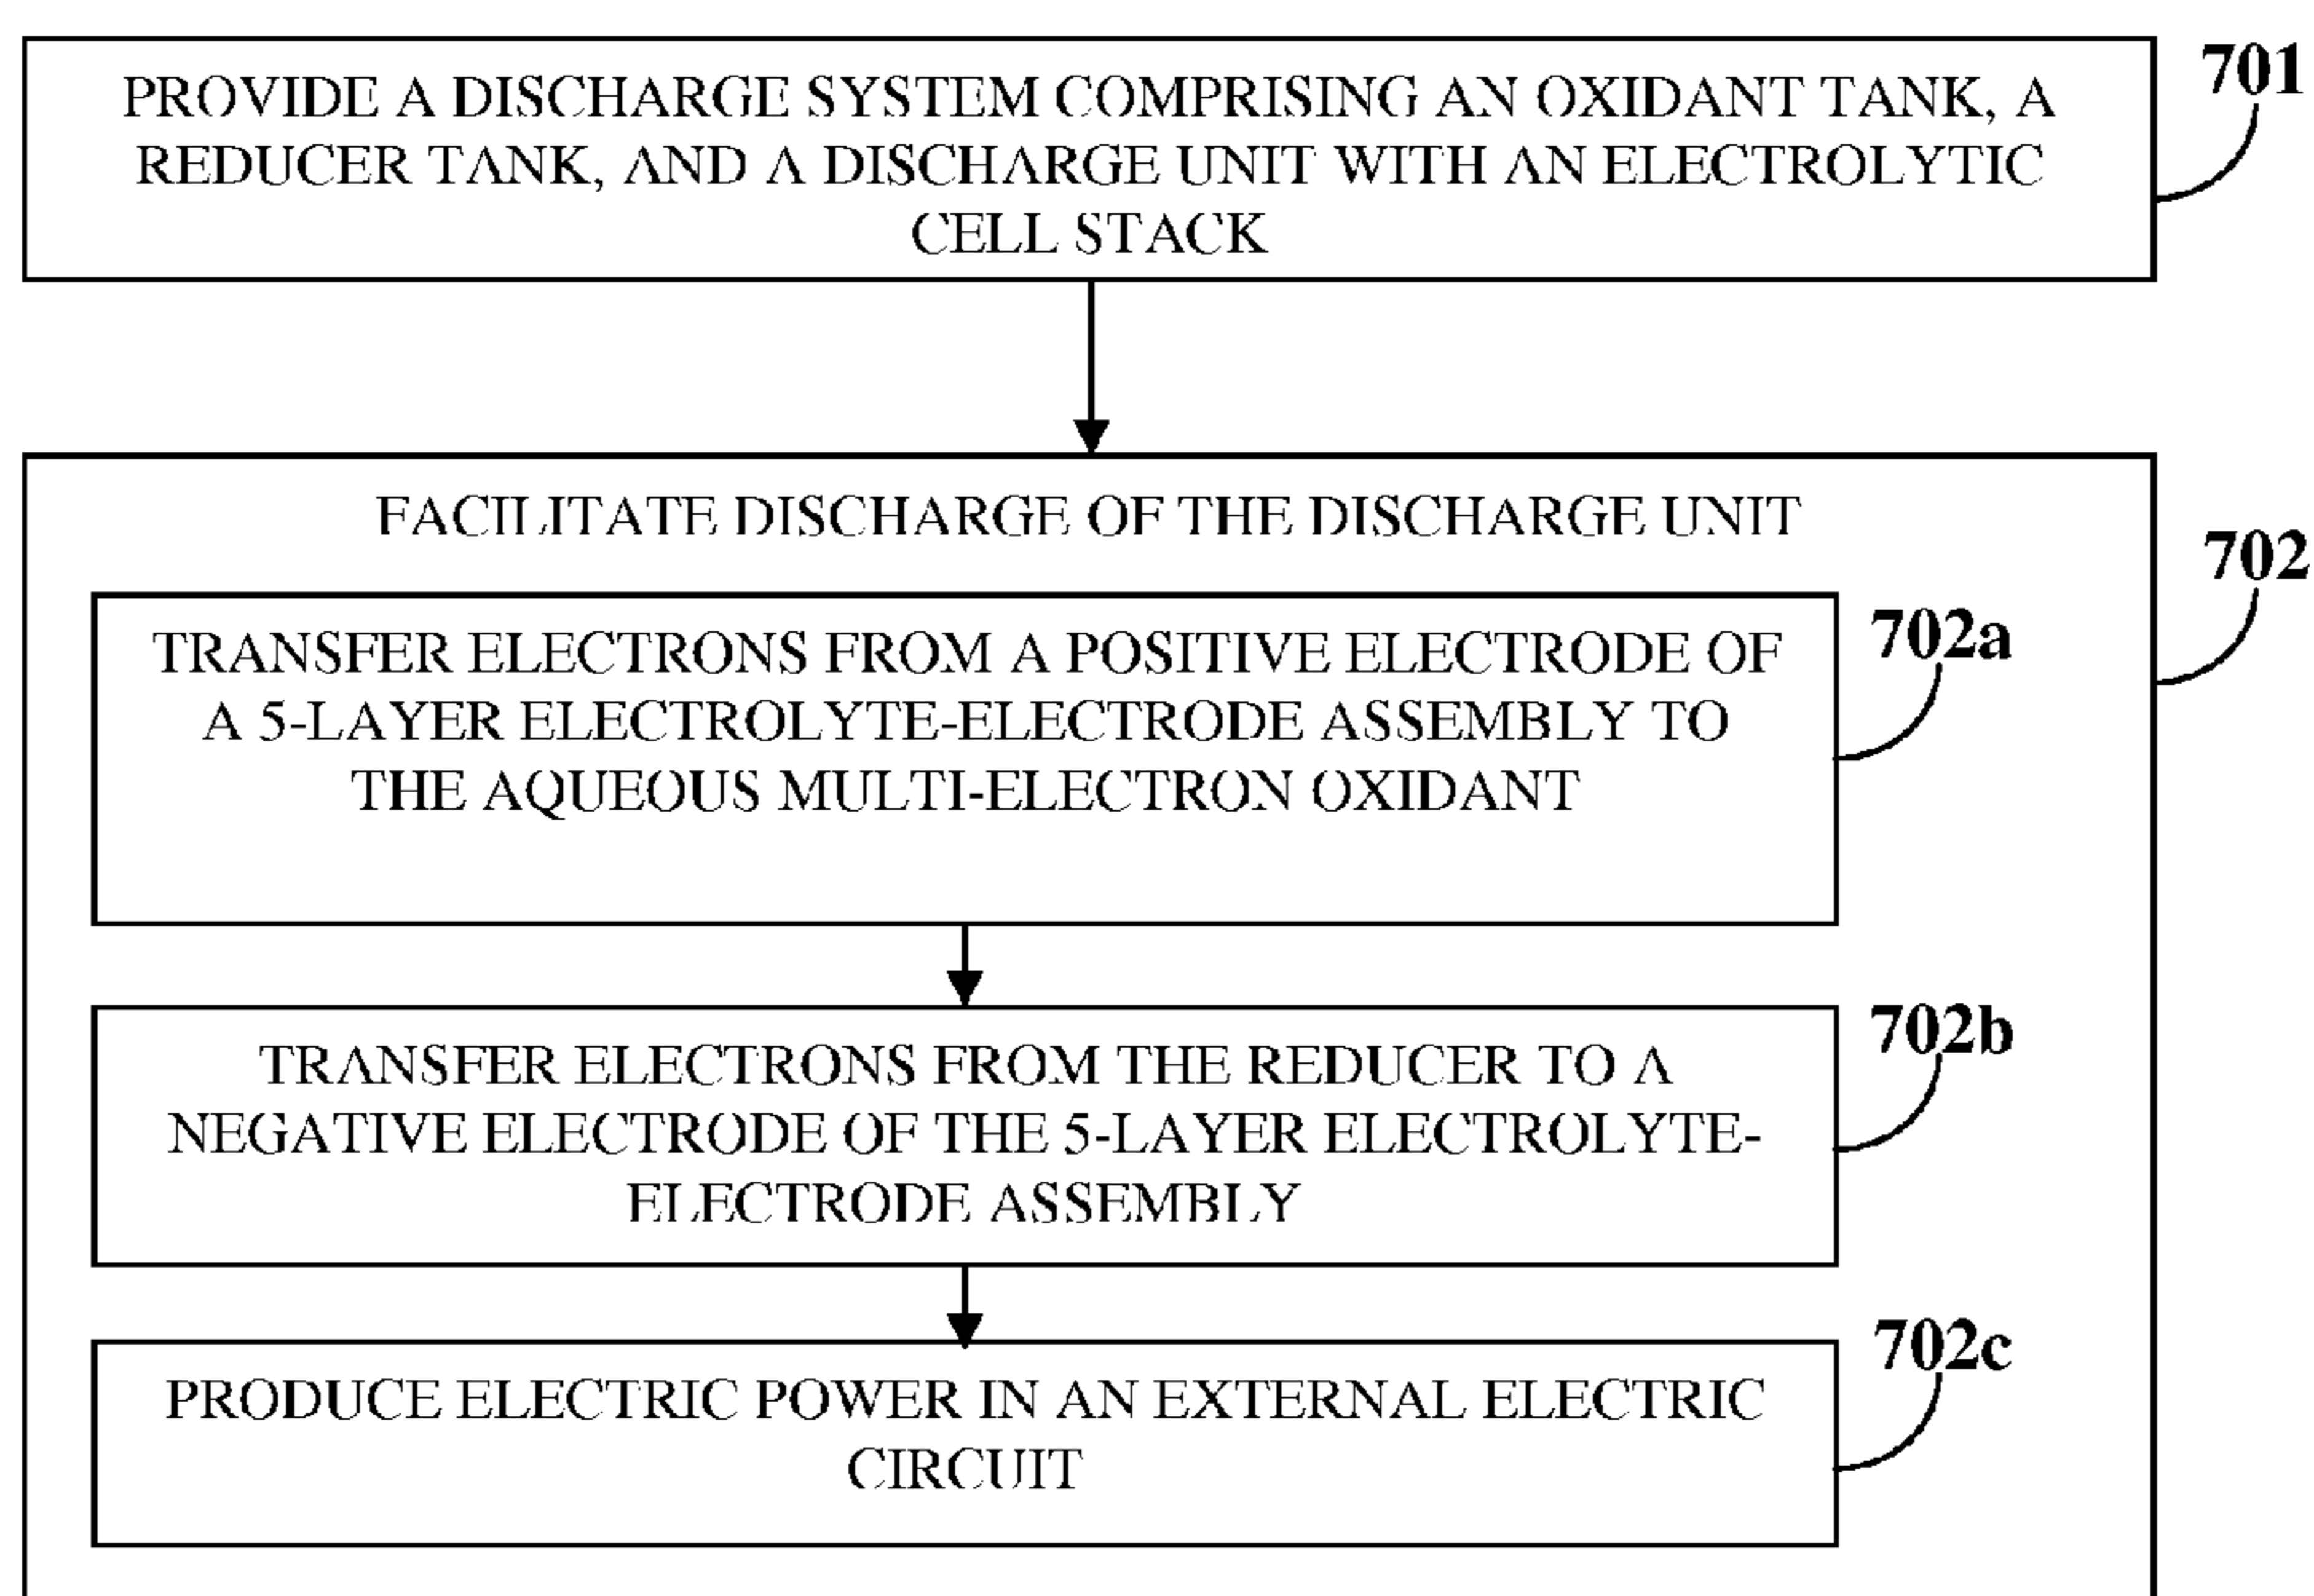 PROVIDE A DISCHARGE SYSTEM COMPRISING AN OXIDANT TANK, A
REDUCER TANK, AND A DISCHARGE UNIT WITH AN ELECTROLYTIC
CELL STACK
701
FACILITATE DISCHARGE OF THE DISCHARGE UNIT
702
TRANSFER ELECTRONS FROM A POSITIVE ELECTRODE OF
A 5-LAYER ELECTROLYTE-ELECTRODE ASSEMBLY TO
THE AQUEOUS MULTI-ELECTRON OXIDANT
702a
TRANSFER ELECTRONS FROM THE REDUCER TO A
NEGATIVE ELECTRODE OF THE 5-LAYER ELECTROLYTE-
ELECTRODE ASSEMBLY
702b
PRODUCE ELECTRIC POWER IN AN EXTERNAL ELECTRIC
CIRCUIT
702c